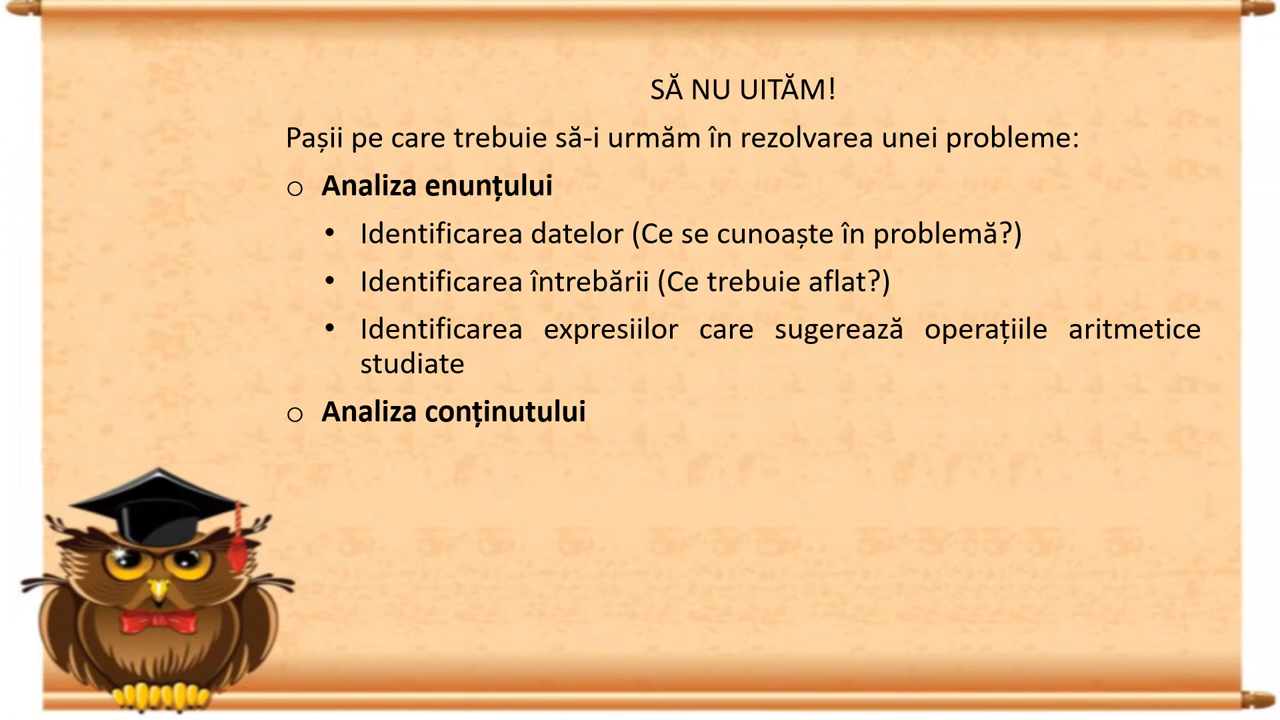 SĂ NU UITĂM!
Pașii pe care trebuie să-i urmăm în rezolvarea unei probleme:
o Analiza enunțului
• Identificarea datelor (Ce se cunoaște în problemă?)
• Identificarea întrebării (Ce trebuie aflat?)
• Identificarea expresiilor care sugerează operațiile aritmetice
studiate
o Analiza conținutului